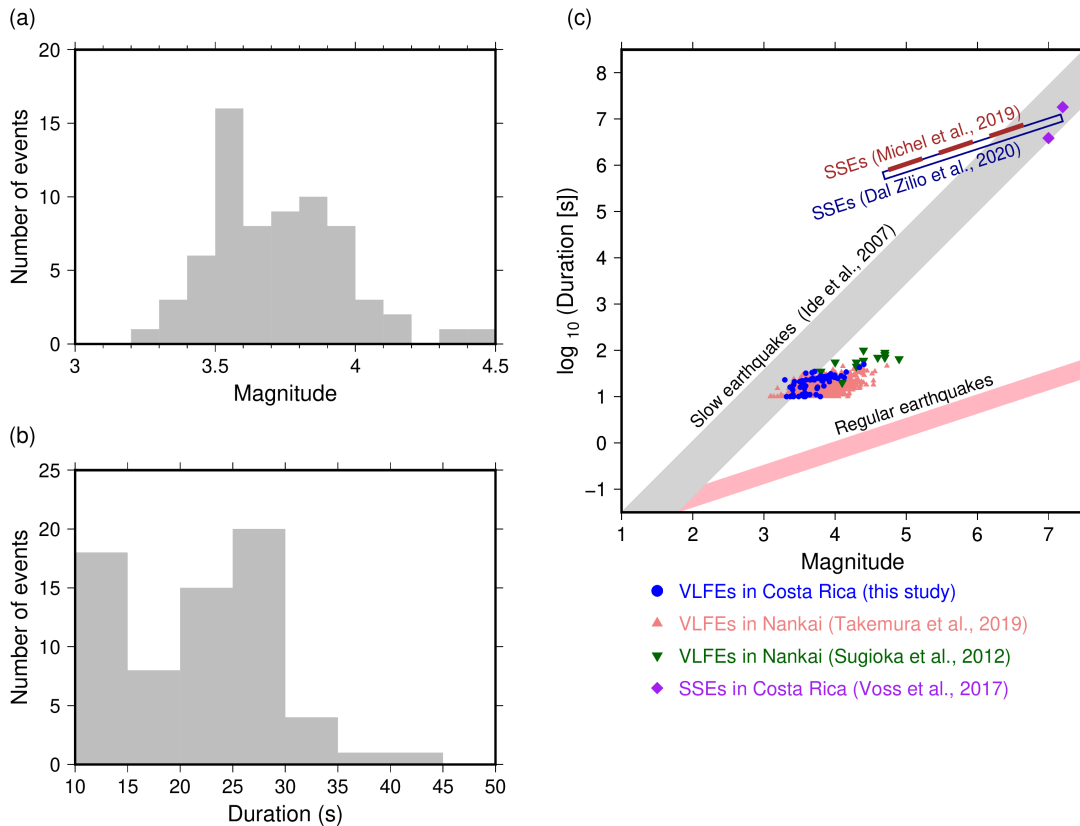 (a)
20
15
10
5
0
Number of events
3
3.5
4
4.5
Magnitude
(b)
25
20
15
10
5
0
Number of events
10
15
20
25
30
35
40
45
50
Duration (s)
(c)
8
7
6
5
4
3
2
1
0
−1
log 10 (Duration [s])
SSEs (Michel et al., 2019)
SSEs (Dal Zilio et al., 2020)
Slow earthquakes (Ide et al., 2007)
Regular earthquakes
1
2
3
4
5
6
7
Magnitude
VLFEs in Costa Rica (this study)
VLFEs in Nankai (Takemura et al., 2019)
VLFEs in Nankai (Sugioka et al., 2012)
SSEs in Costa Rica (Voss et al., 2017)